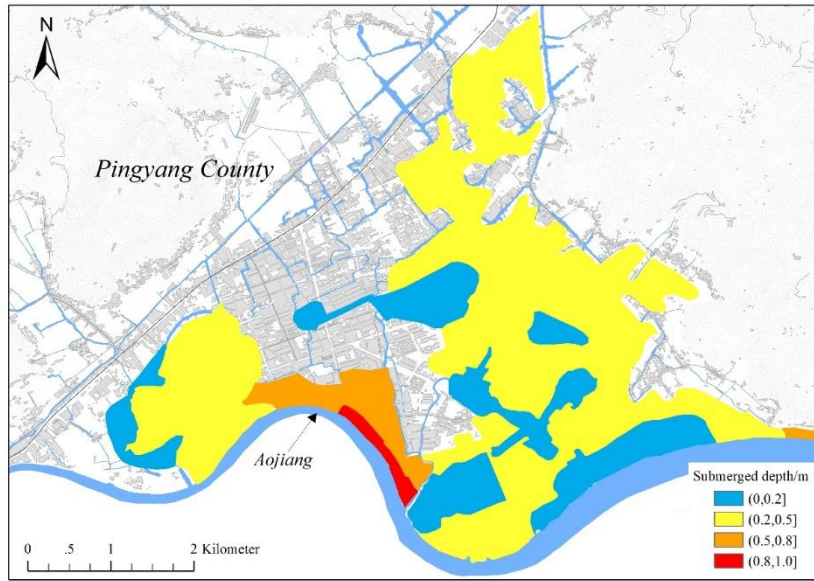 N
Pingyang County
Aojiang
Submerged depth/m
(0,0.2]
(0.2,0.5]
(0.5,0.8]
(0.8,1.0]
0 .5 1 2 Kilometer